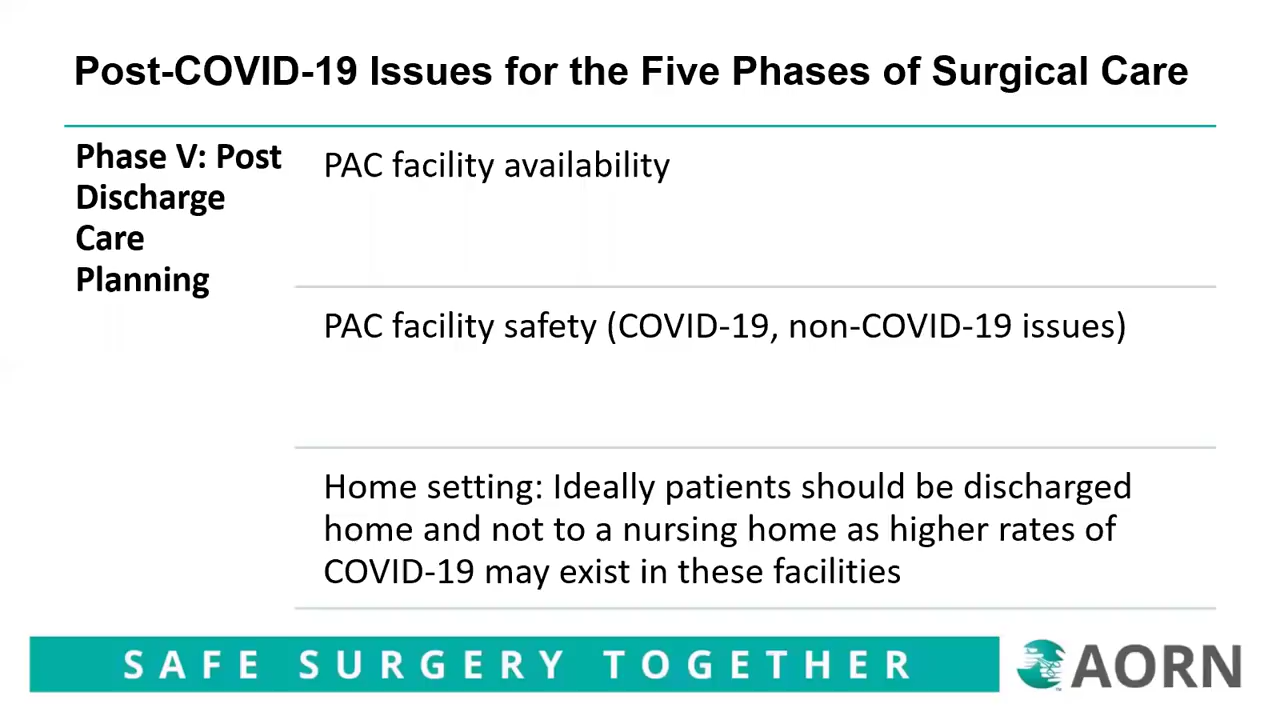 Post-COVID-19 Issues for the Five Phases of Surgical Care
Phase V: Post
Discharge
Care
Planning
PAC facility availability
PAC facility safety (COVID-19, non-COVID-19 issues)
Home setting: Ideally patients should be discharged
home and not to a nursing home as higher rates of
COVID-19 may exist in these facilities
SAFE SURGERY TOGETHER
AORN